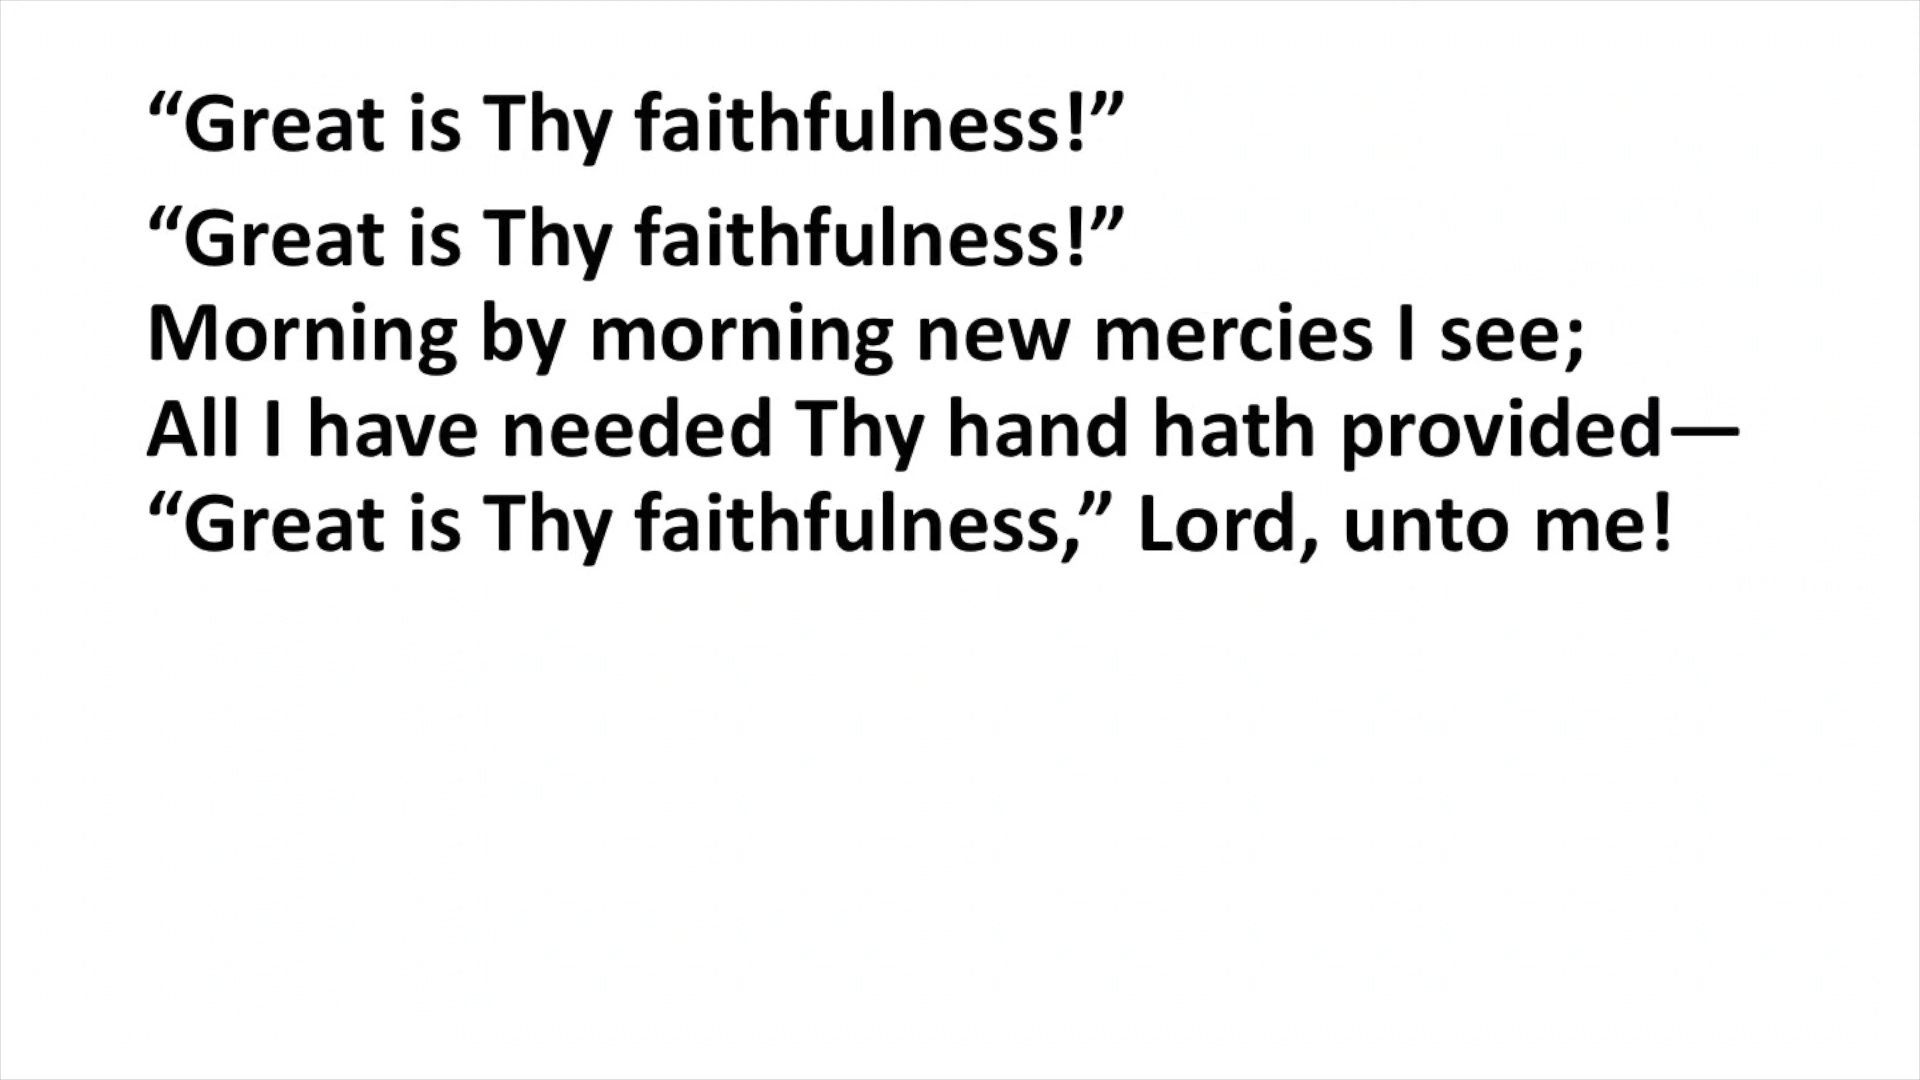 “Great is Thy faithfulness!”
“Great is Thy faithfulness!”
Morning by morning new mercies I see;
All I have needed Thy hand hath provided—
“Great is Thy faithfulness,” Lord, unto me!